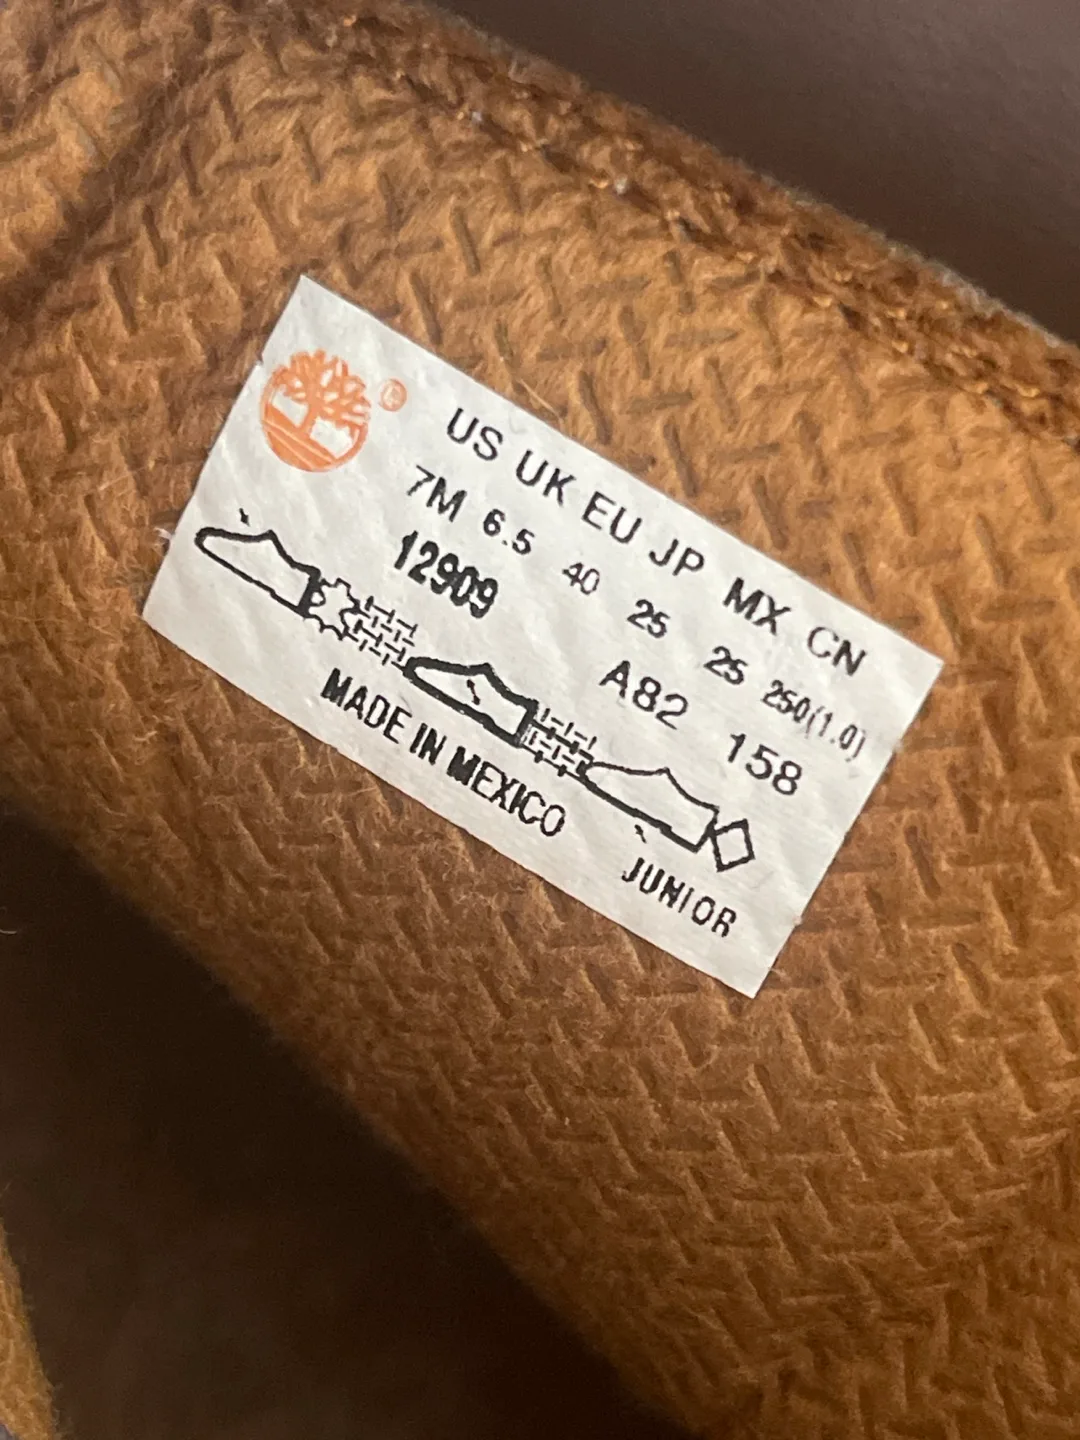 ®
US UK EU JP MX CN
7M 6.5 40 25 25 250(1.0)
12909 A82 158
MADE IN MEXICO
JUNIOR